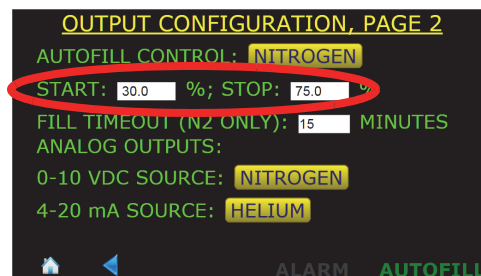 OUTPUT CONFIGURATION, PAGE 2
AUTOFILL CONTROL: NITROGEN
START: 30.0 %; STOP: 75.0 %
FILL TIMEOUT (N2 ONLY): 15 MINUTES
ANALOG OUTPUTS:
0-10 VDC SOURCE: NITROGEN
4-20 mA SOURCE: HELIUM
ALARM AUTOFILL